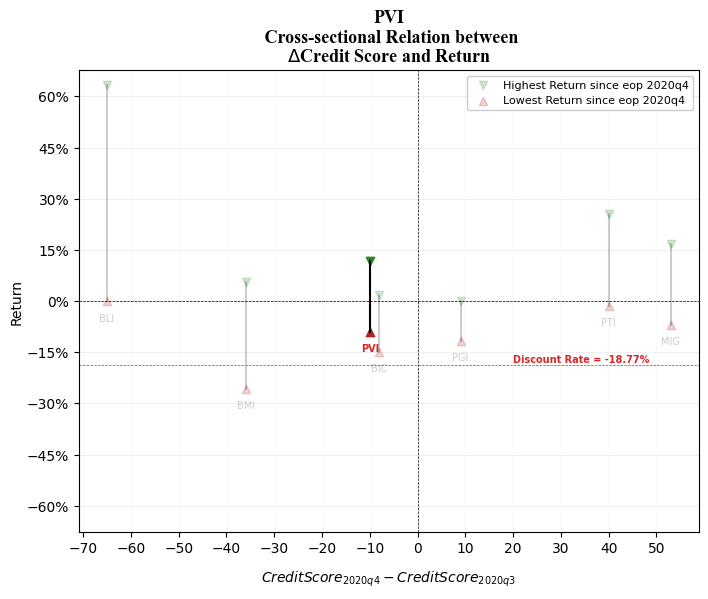 PVI
Cross-sectional Relation between
ΔCredit Score and Return
Highest Return since eop 2020q4
Lowest Return since eop 2020q4
60%
45%
30%
15%
0%
−15%
−30%
−45%
−60%
Return
BLI
BMI
PVI
BIC
PGI
PTI
MIG
Discount Rate = -18.77%
−70 −60 −50 −40 −30 −20 −10 0 10 20 30 40 50
CreditScore2020q4 − CreditScore2020q3